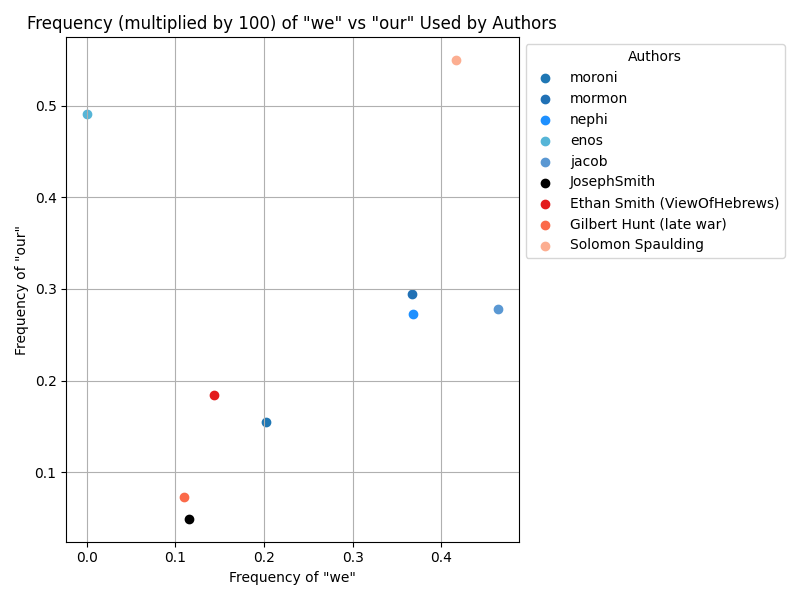 Frequency (multiplied by 100) of "we" vs "our" Used by Authors
Frequency of "our"
0.5
0.4
0.3
0.2
0.1
0.0 0.1 0.2 0.3 0.4
Frequency of "we"
Authors
moroni
mormon
nephi
enos
jacob
JosephSmith
Ethan Smith (ViewOfHebrews)
Gilbert Hunt (late war)
Solomon Spaulding